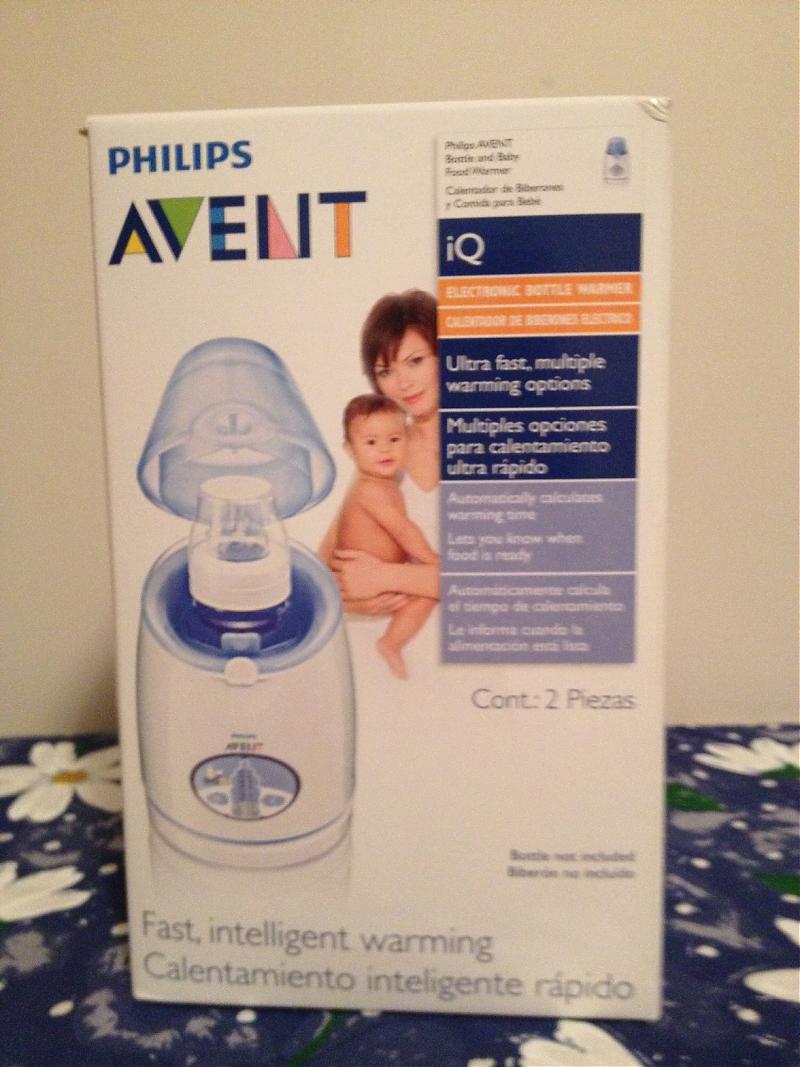 PHILIPS
AVENT
Philips AVENT
Bottle and Baby
Food Warmer
Calentador de Biberones
y Comida para Bebé
iQ
ELECTRONIC BOTTLE WARMER
CALENTADOR DE BIBERONES ELECTRICO
Ultra fast, multiple
warming options
Multiples opciones
para calentamiento
ultra rápido
Automatically calculates
warming time
Lets you know when
food is ready
Automáticamente calcula
el tiempo de calentamiento
Le informa cuando la
alimentación está lista
Cont.: 2 Piezas
PHILIPS
AVENT
Bottle not included
Biberón no incluido
Fast, intelligent warming
Calentamiento inteligente rápido